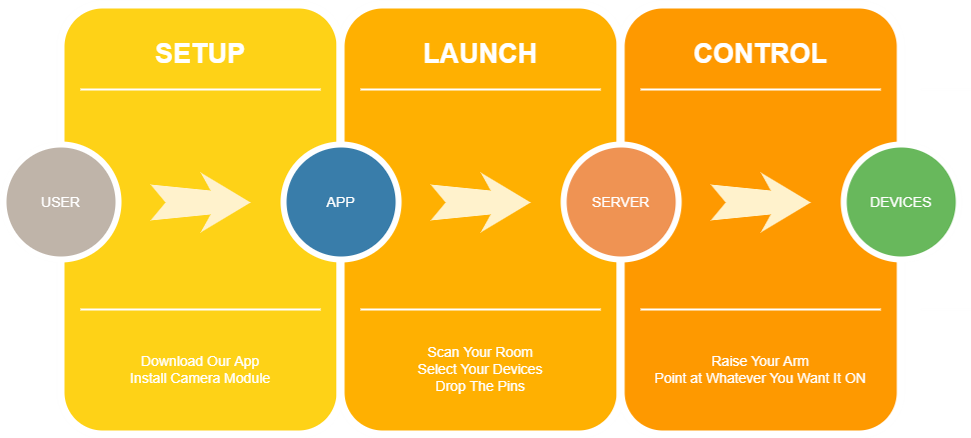 SETUP
LAUNCH
CONTROL
USER
APP
SERVER
DEVICES
Download Our App
Install Camera Module
Scan Your Room
Select Your Devices
Drop The Pins
Raise Your Arm
Point at Whatever You Want It ON